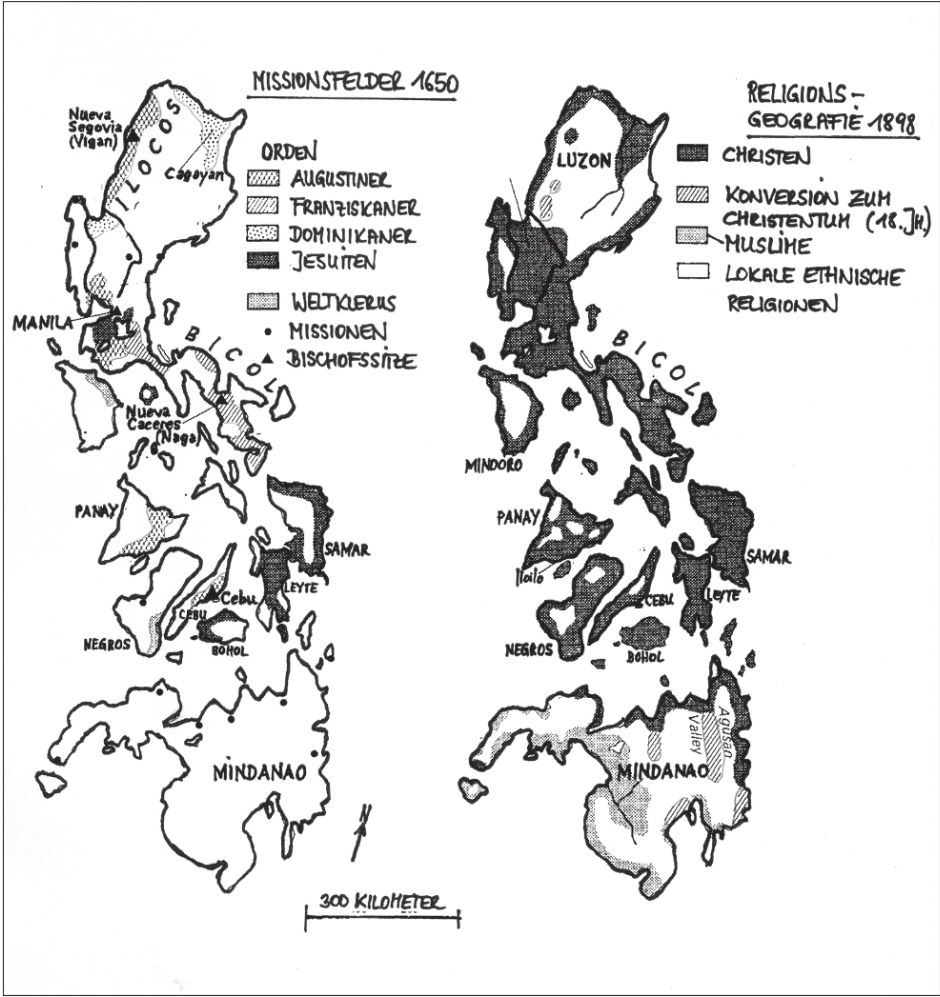 MISSIONSFELDER 1650
ORDEN
AUGUSTINER
FRANZISKANER
DOMINIKANER
JESUITEN
WELTKLERUS
MISSIONEN
BISCHOFSSITZE
ILOCOS
Nueva
Segovia
(Vigan)
Cagayan
MANILA
BICOL
Nueva
Caceres
(Naga)
PANAY
SAMAR
LEYTE
Cebu
CEBU
NEGROS
BOHOL
MINDANAO
N
300 KILOMETER
RELIGIONS-
GEOGRAFIE 1898
CHRISTEN
KONVERSION ZUM
CHRISTENTUM (18. JH.)
MUSLIME
LOKALE ETHNISCHE
RELIGIONEN
LUZON
BICOL
MINDORO
PANAY
Iloilo
SAMAR
LEYTE
CEBU
NEGROS
BOHOL
Agusan
Valley
MINDANAO